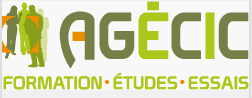 AGÉCIC
FORMATION • ÉTUDES • ESSAIS